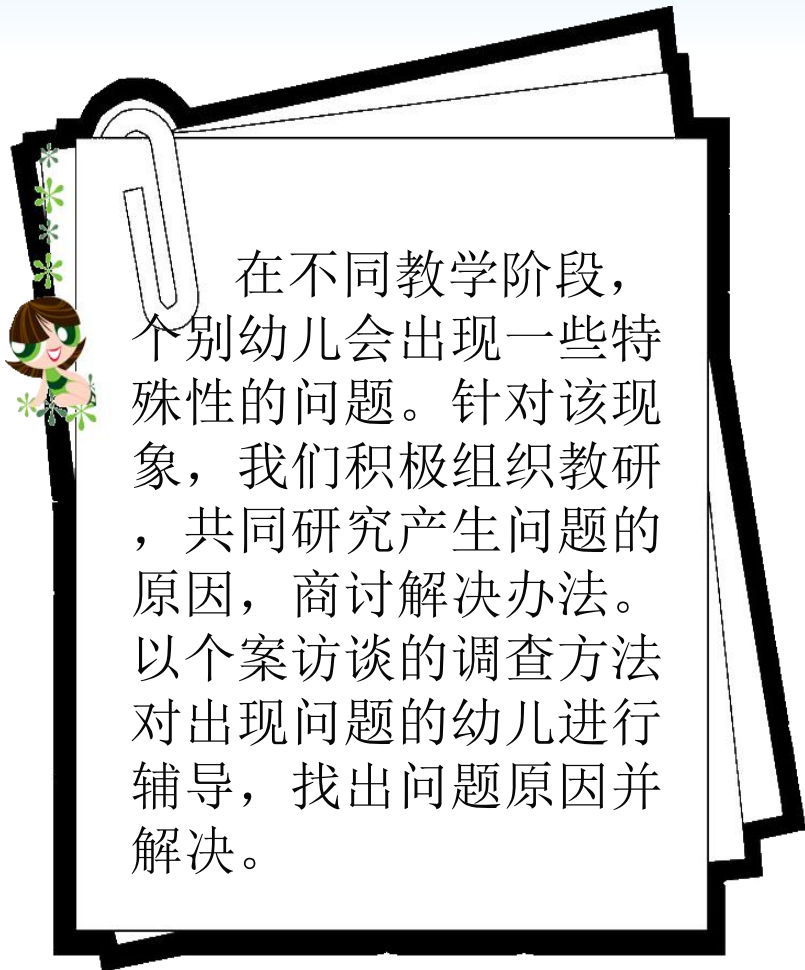 在不同教学阶段，
个别幼儿会出现一些特
殊性的问题。针对该现
象，我们积极组织教研
，共同研究产生问题的
原因，商讨解决办法。
以个案访谈的调查方法
对出现问题的幼儿进行
辅导，找出问题原因并
解决。